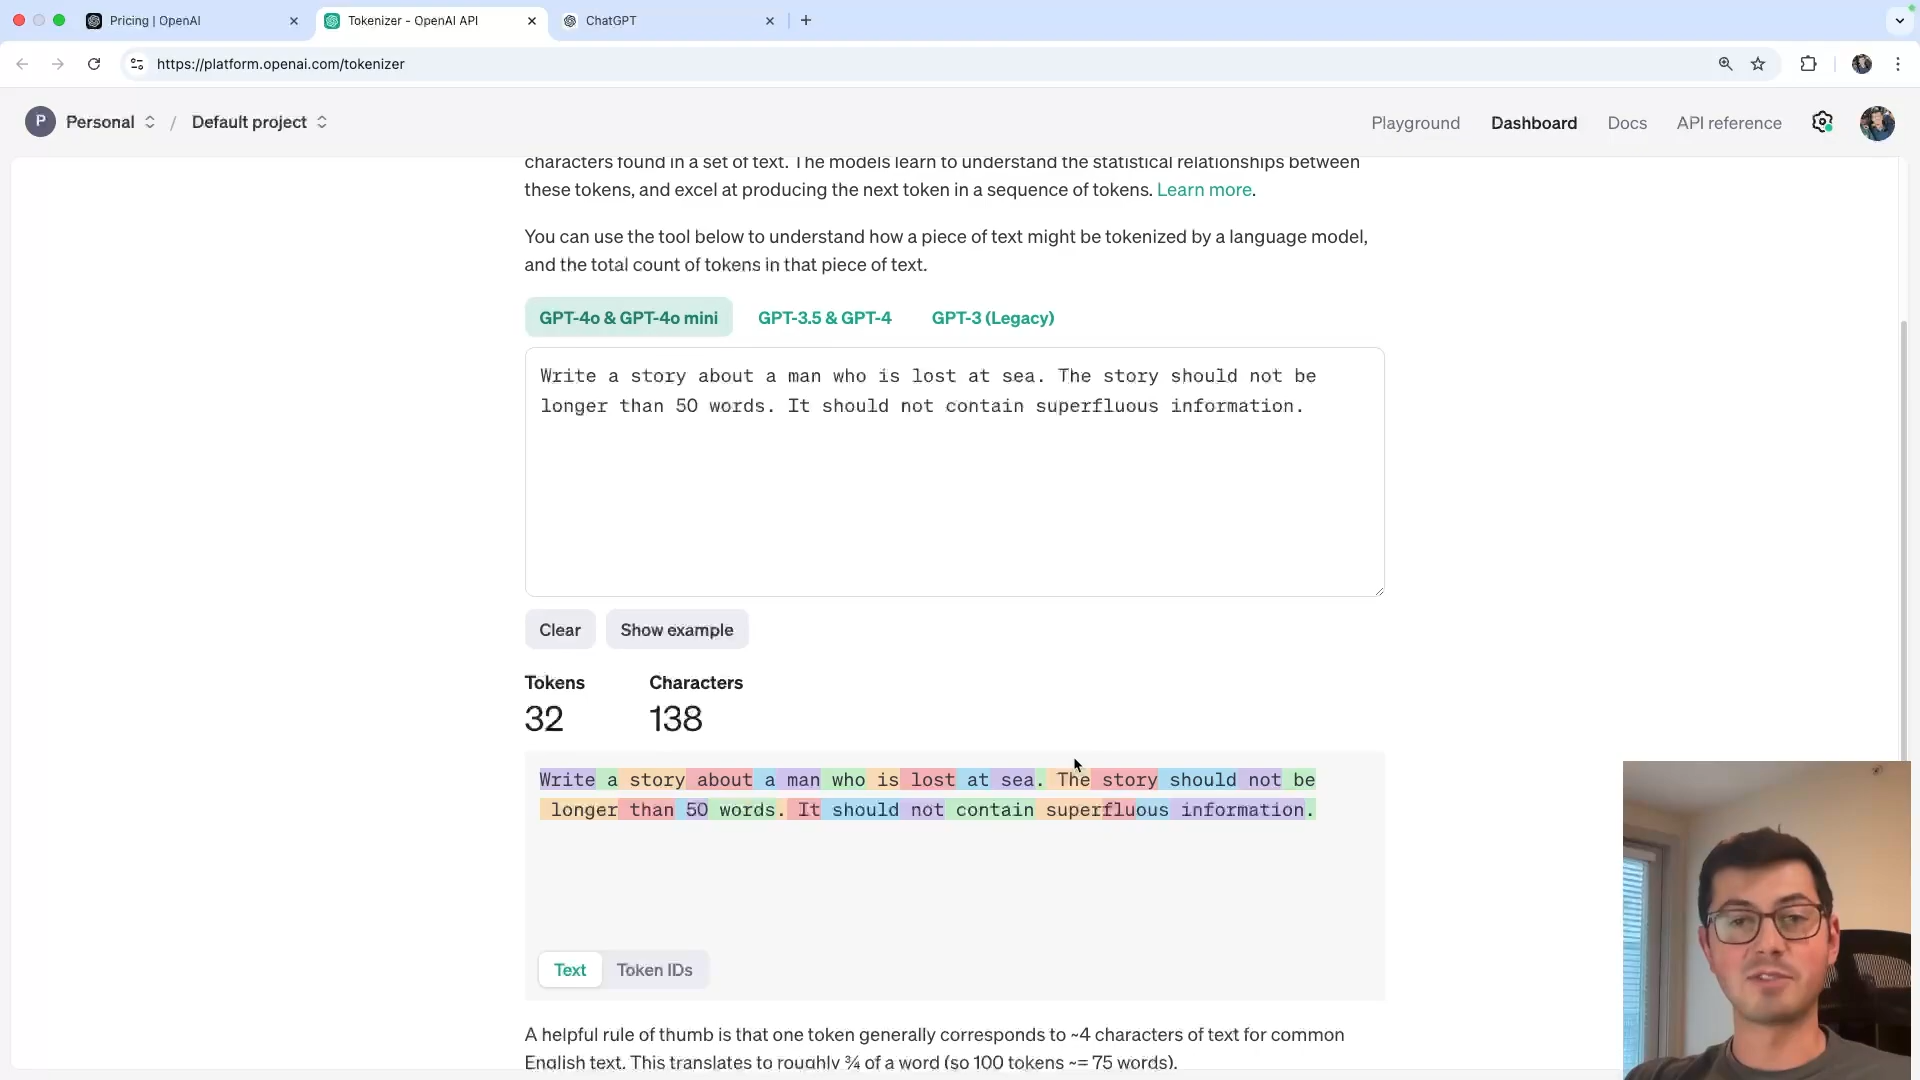 Pricing | OpenAI
Tokenizer - OpenAI API
ChatGPT
https://platform.openai.com/tokenizer
P Personal / Default project
Playground Dashboard Docs API reference
characters found in a set of text. The models learn to understand the statistical relationships between
these tokens, and excel at producing the next token in a sequence of tokens. Learn more.
You can use the tool below to understand how a piece of text might be tokenized by a language model,
and the total count of tokens in that piece of text.
GPT-4o & GPT-4o mini GPT-3.5 & GPT-4 GPT-3 (Legacy)
Write a story about a man who is lost at sea. The story should not be
longer than 50 words. It should not contain superfluous information.
Clear Show example
Tokens Characters
32 138
Write a story about a man who is lost at sea. The story should not be
longer than 50 words. It should not contain superfluous information.
Text Token IDs
A helpful rule of thumb is that one token generally corresponds to ~4 characters of text for common
English text. This translates to roughly ¾ of a word (so 100 tokens ~= 75 words).